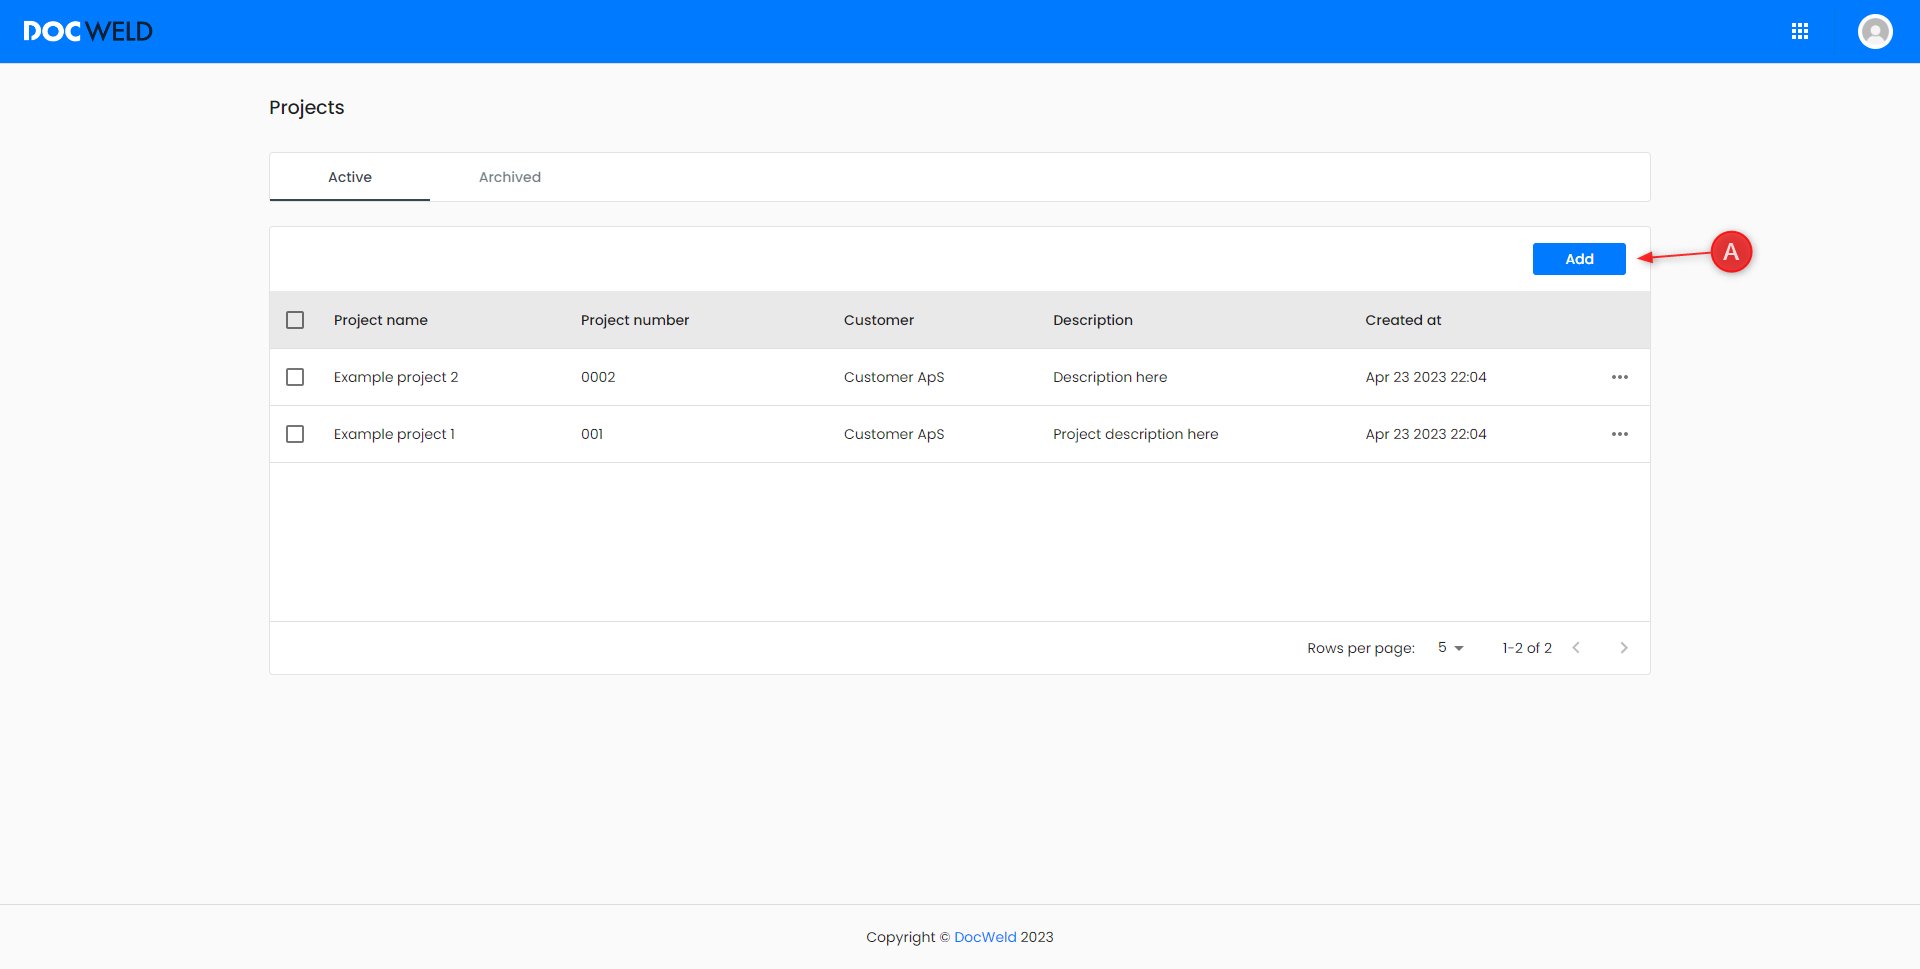 DOCWELD
Projects
Active Archived
Add
A
Project name Project number Customer Description Created at
Example project 2 0002 Customer ApS Description here Apr 23 2023 22:04
Example project 1 001 Customer ApS Project description here Apr 23 2023 22:04
Rows per page: 5 1-2 of 2
Copyright © DocWeld 2023